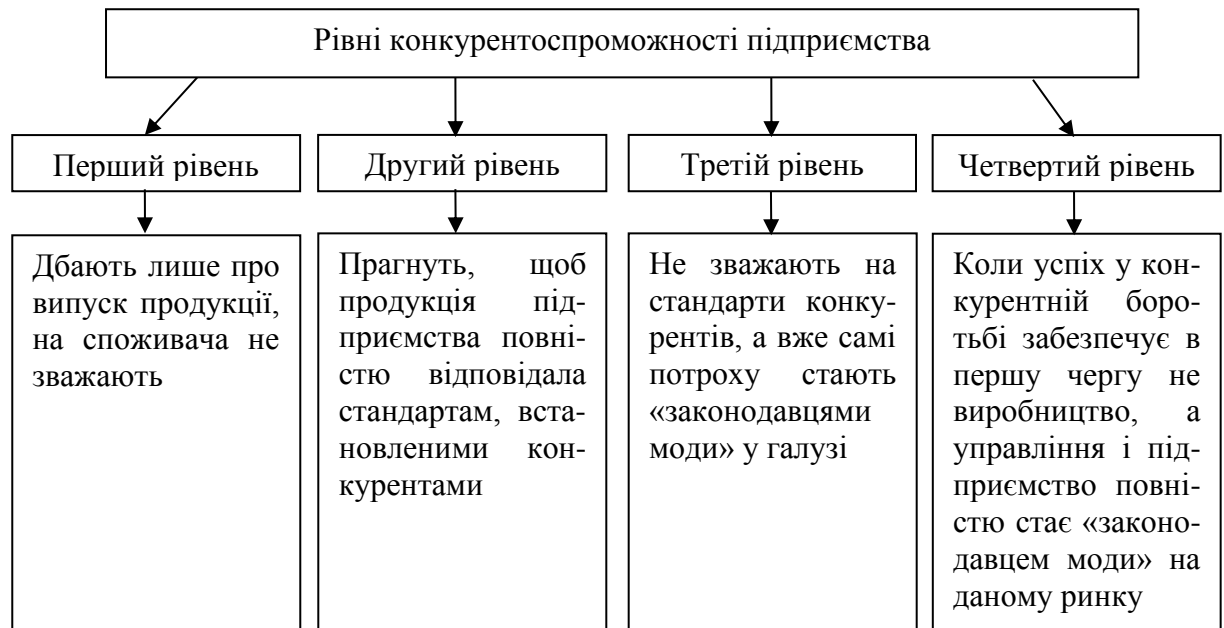 Рівні конкурентоспроможності підприємства
Перший рівень
Другий рівень
Третій рівень
Четвертий рівень
Дбають лише про
випуск продукції,
на споживача не
зважають
Прагнуть, щоб
продукція під-
приємства повні-
стю відповідала
стандартам, вста-
новленими кон-
курентами
Не зважають на
стандарти конку-
рентів, а вже самі
потроху стають
«законодавцями
моди» у галузі
Коли успіх у кон-
курентній боро-
тьбі забезпечує в
першу чергу не
виробництво, а
управління і під-
приємство повні-
стю стає «законо-
давцем моди» на
даному ринку